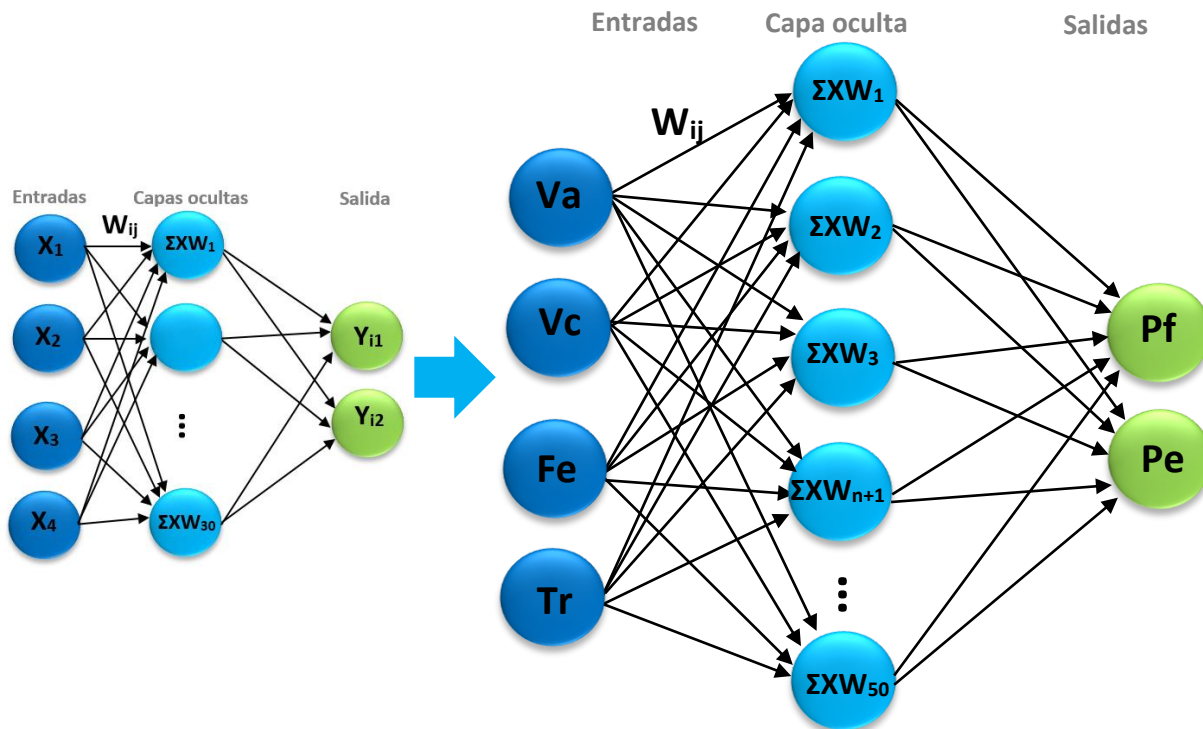 Entradas Capas ocultas Salida
Wij
X1
X2
X3
X4
ΣXW1
...
ΣXW30
Yi1
Yi2
Entradas Capa oculta Salidas
Wij
Va
Vc
Fe
Tr
ΣXW1
ΣXW2
ΣXW3
ΣXWn+1
...
ΣXW50
Pf
Pe